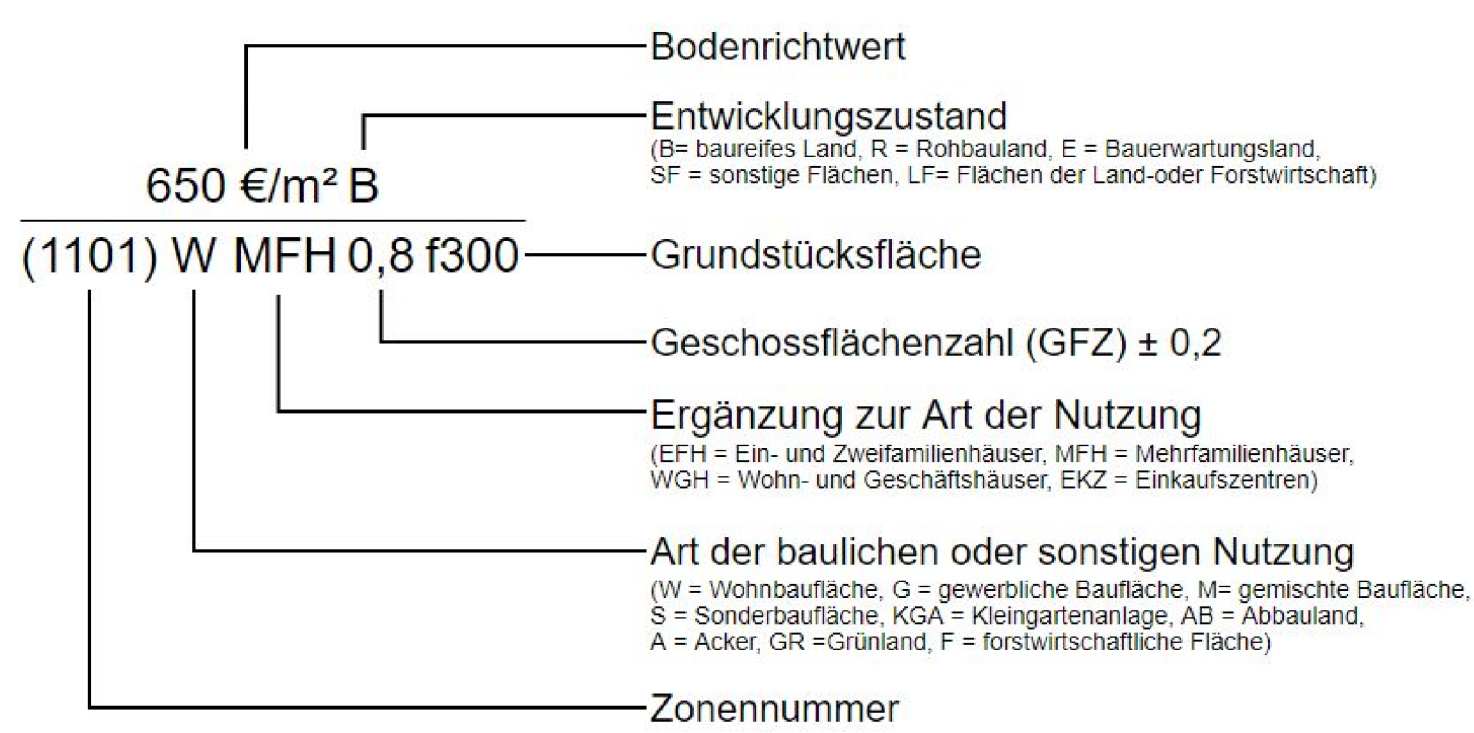 Bodenrichtwert
Entwicklungszustand
(B= baureifes Land, R = Rohbauland, E = Bauerwartungsland,
SF = sonstige Flächen, LF= Flächen der Land-oder Forstwirtschaft)
650 €/m² B
(1101) W MFH 0,8 f300
Grundstücksfläche
Geschossflächenzahl (GFZ) ± 0,2
Ergänzung zur Art der Nutzung
(EFH = Ein- und Zweifamilienhäuser, MFH = Mehrfamilienhäuser,
WGH = Wohn- und Geschäftshäuser, EKZ = Einkaufszentren)
Art der baulichen oder sonstigen Nutzung
(W = Wohnbaufläche, G = gewerbliche Baufläche, M= gemischte Baufläche,
S = Sonderbaufläche, KGA = Kleingartenanlage, AB = Abbauland,
A = Acker, GR =Grünland, F = forstwirtschaftliche Fläche)
Zonennummer